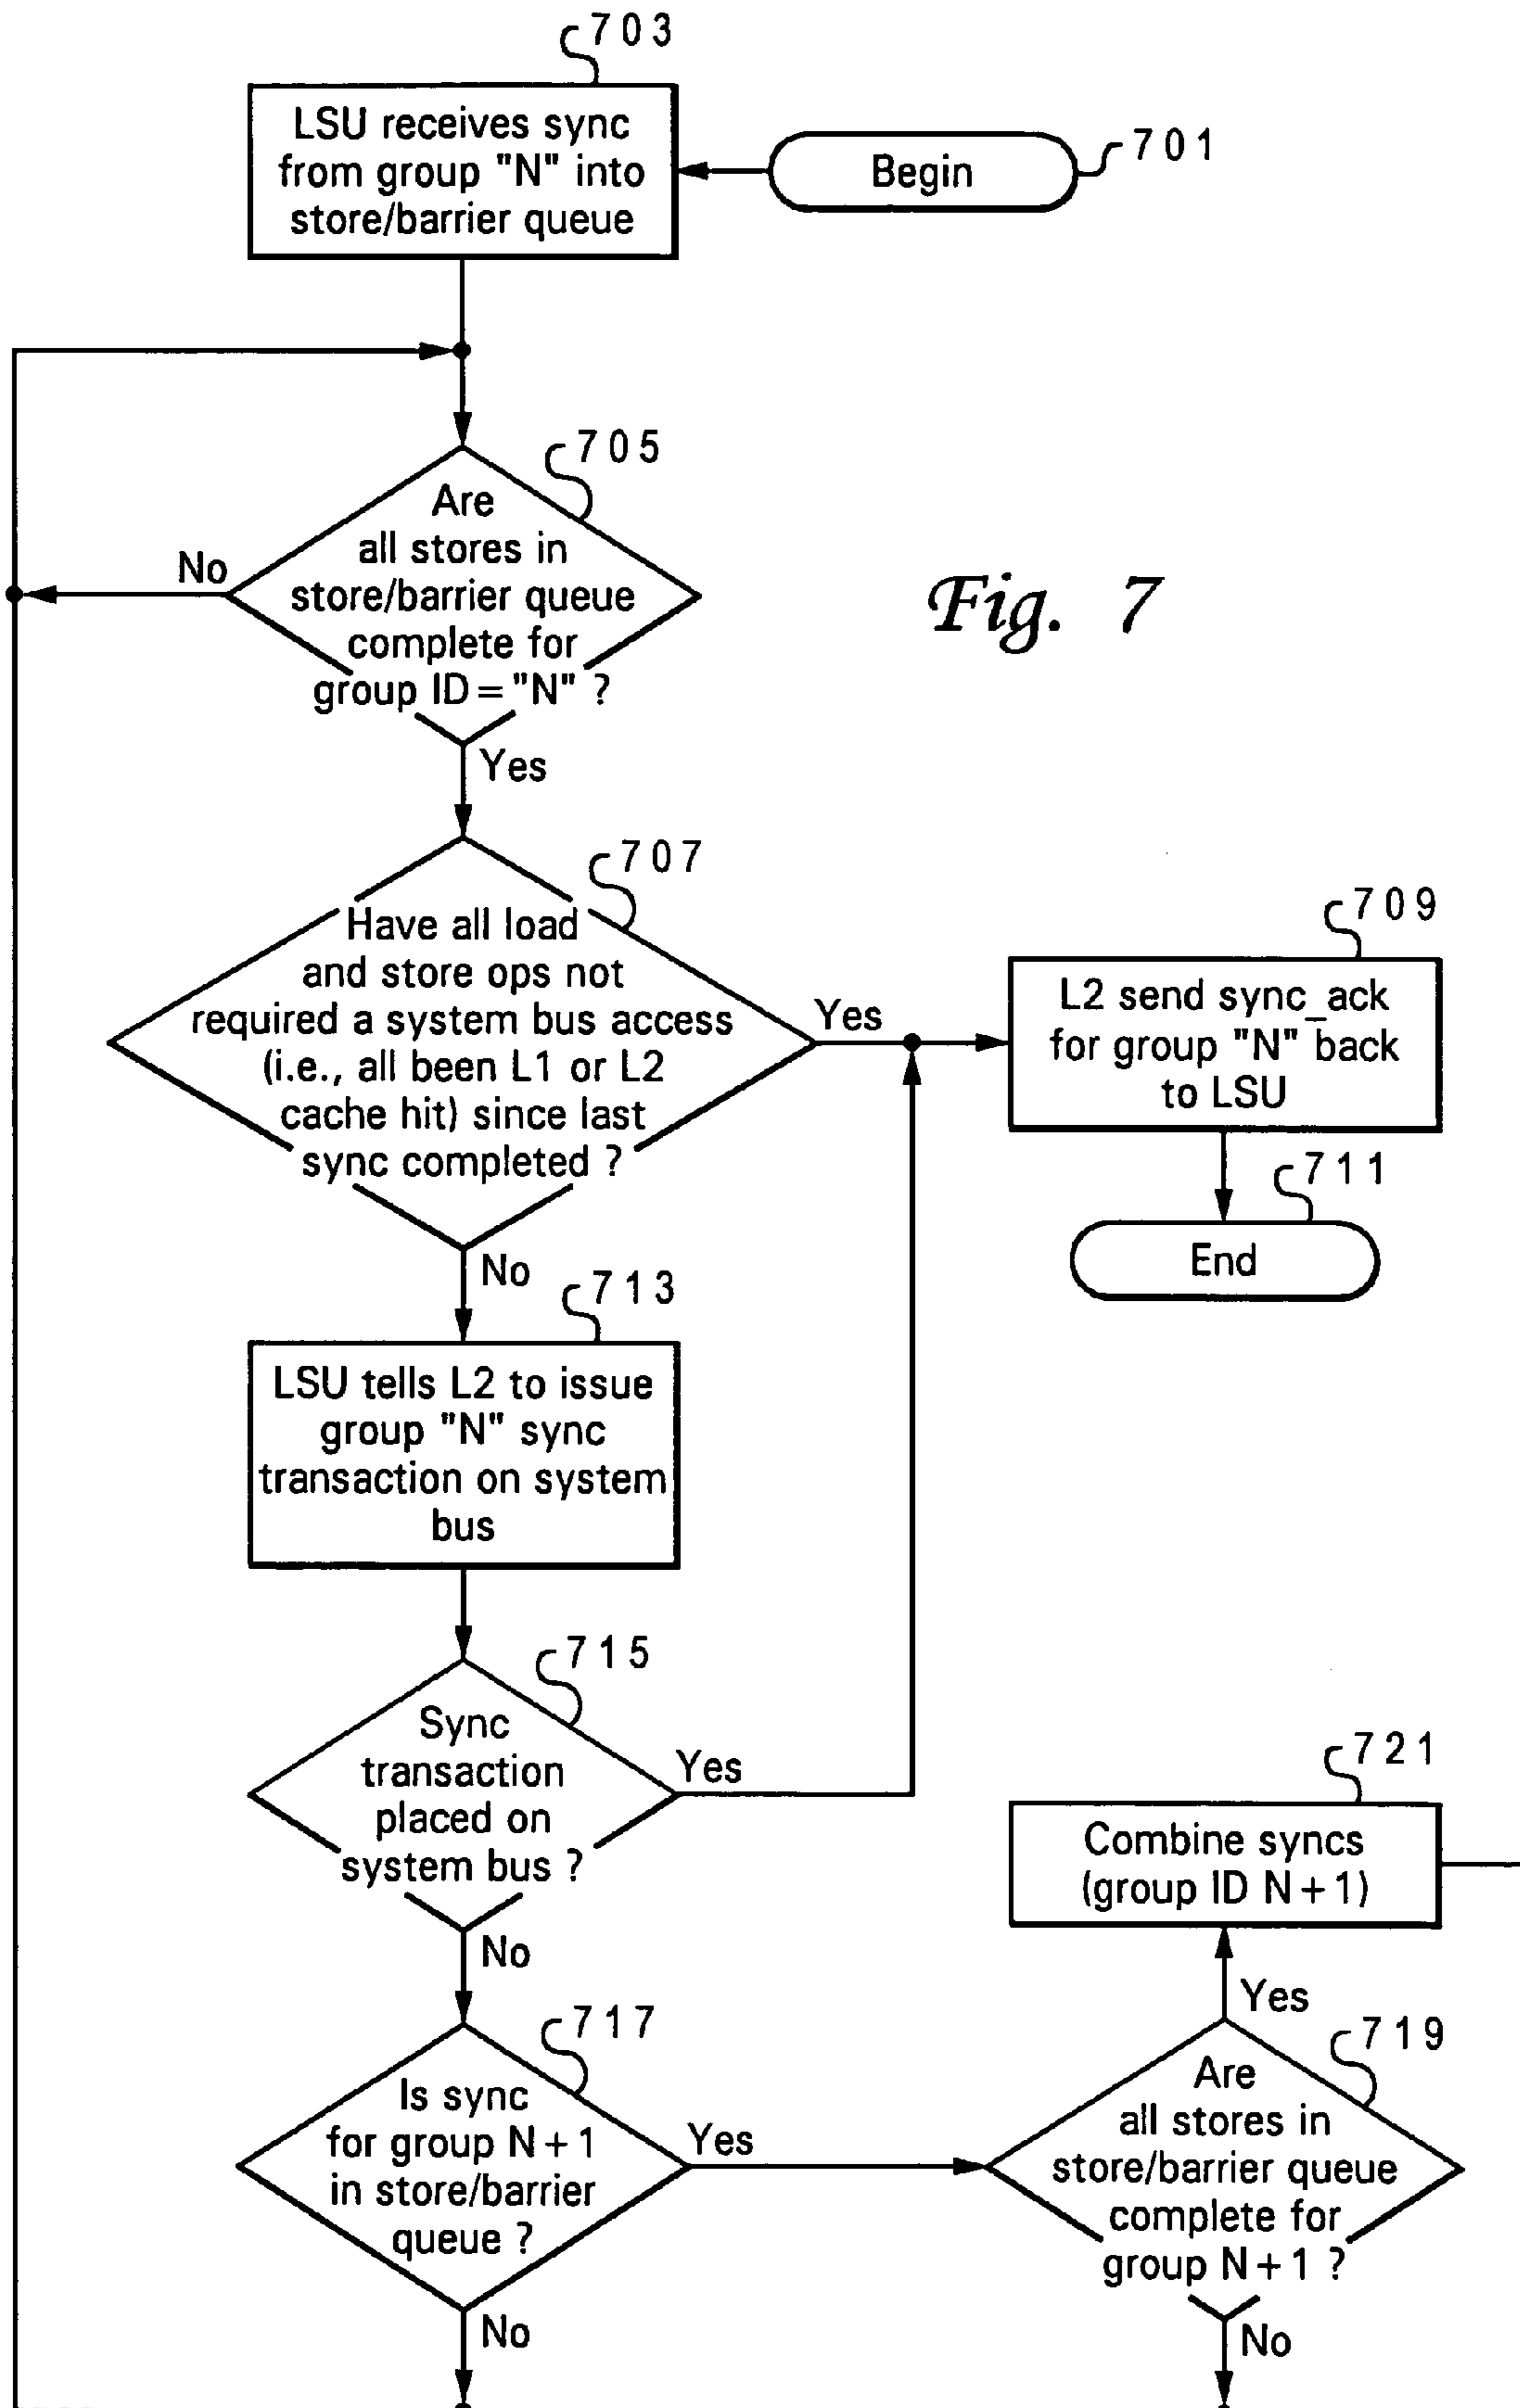 703
LSU receives sync
from group "N" into
store/barrier queue
Begin
701
705
Are
all stores in
store/barrier queue
complete for
group ID = "N" ?
No
Fig. 7
Yes
707
Have all load
and store ops not
required a system bus access
(i.e., all been L1 or L2
cache hit) since last
sync completed ?
Yes
709
L2 send sync_ack
for group "N" back
to LSU
711
End
No
713
LSU tells L2 to issue
group "N" sync
transaction on system
bus
715
Sync
transaction
placed on
system bus ?
Yes
721
Combine syncs
(group ID N + 1)
No
Yes
717
Is sync
for group N + 1
in store/barrier
queue ?
Yes
719
Are
all stores in
store/barrier queue
complete for
group N + 1 ?
No
No